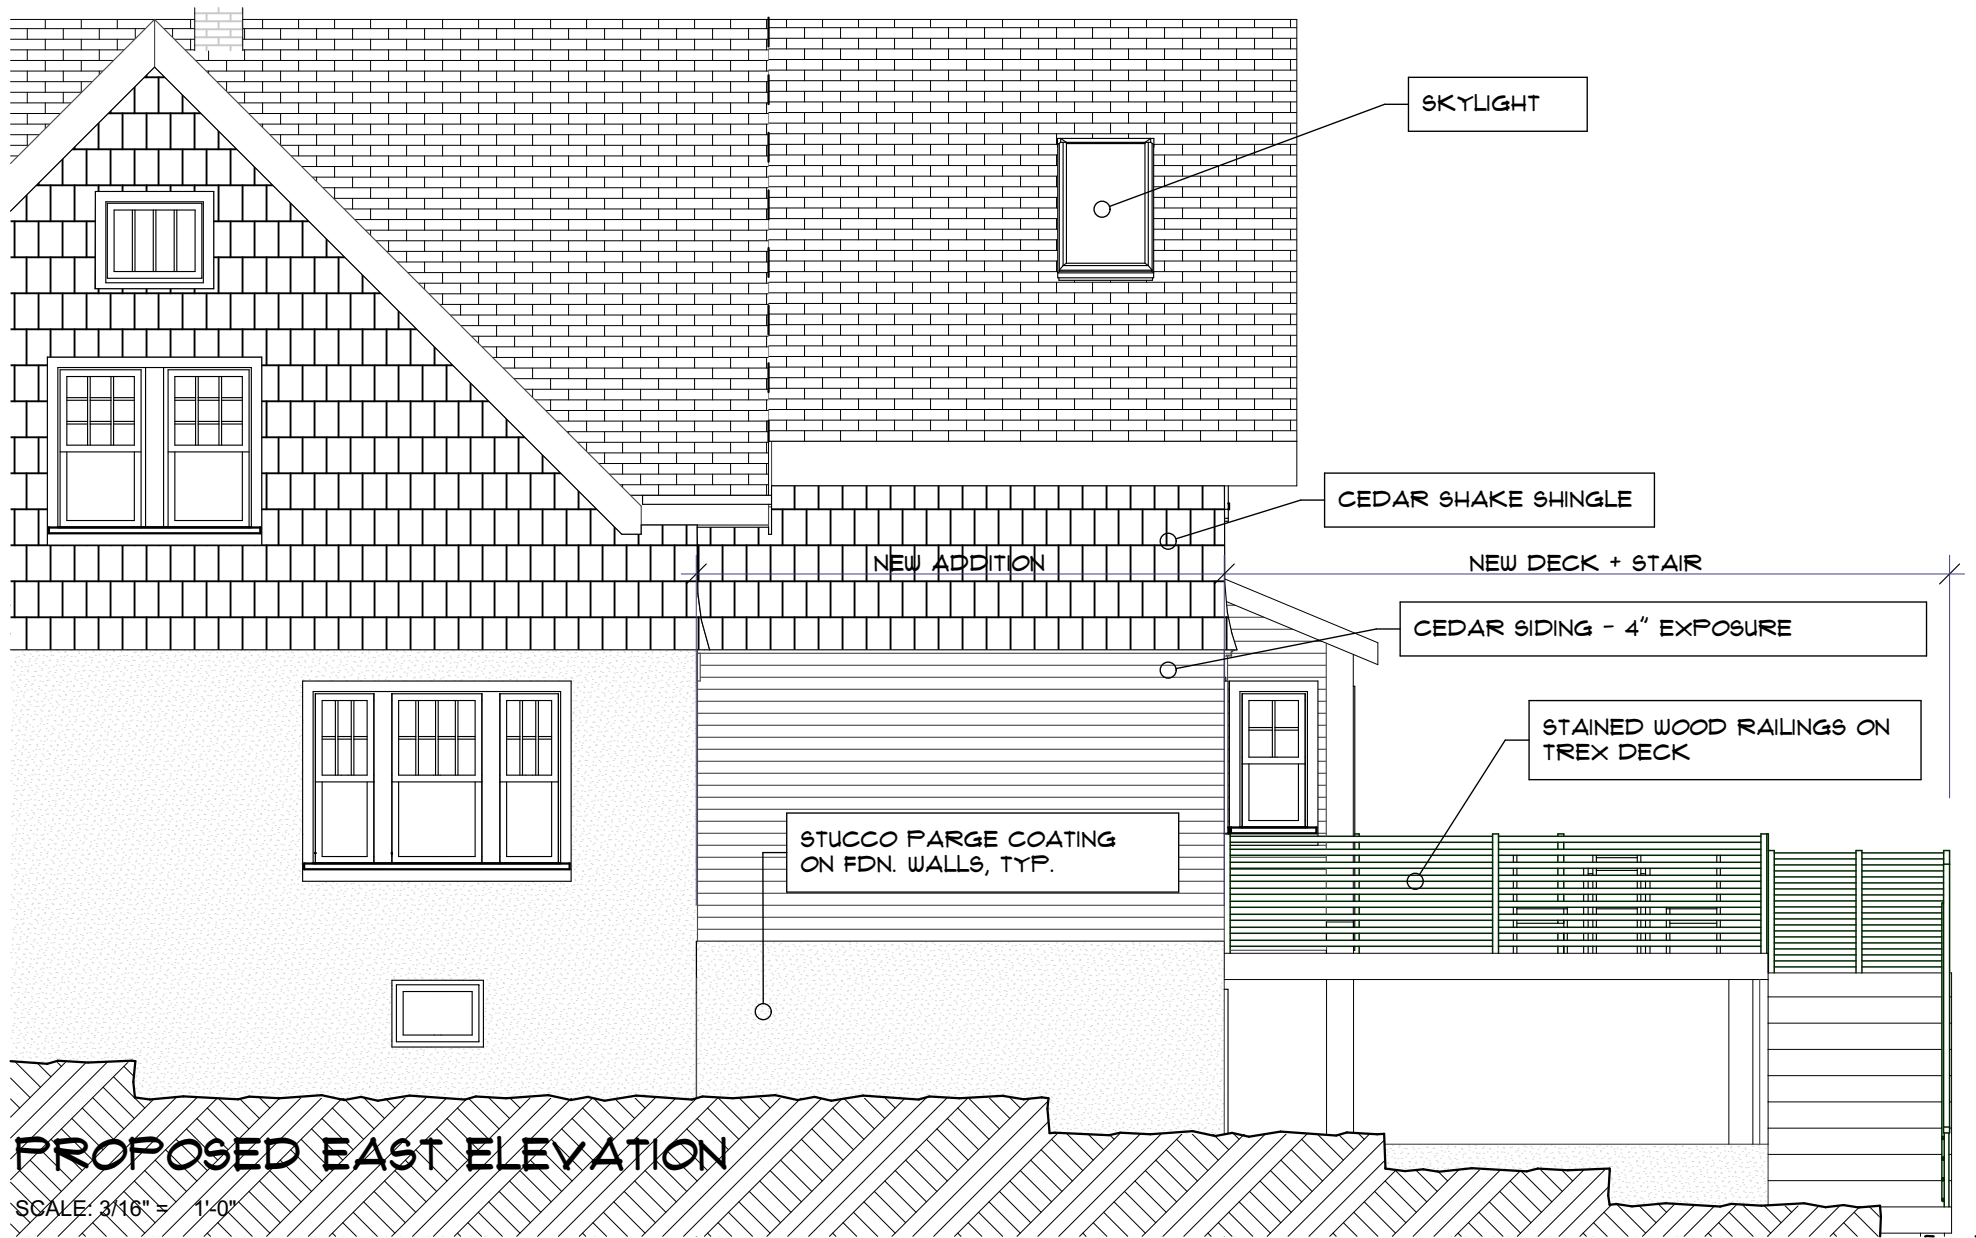 SKYLIGHT
CEDAR SHAKE SHINGLE
NEW ADDITION
NEW DECK + STAIR
CEDAR SIDING - 4" EXPOSURE
STAINED WOOD RAILINGS ON
TREX DECK
STUCCO PARGE COATING
ON FDN. WALLS, TYP.
PROPOSED EAST ELEVATION
SCALE: 3/16" = 1'-0"